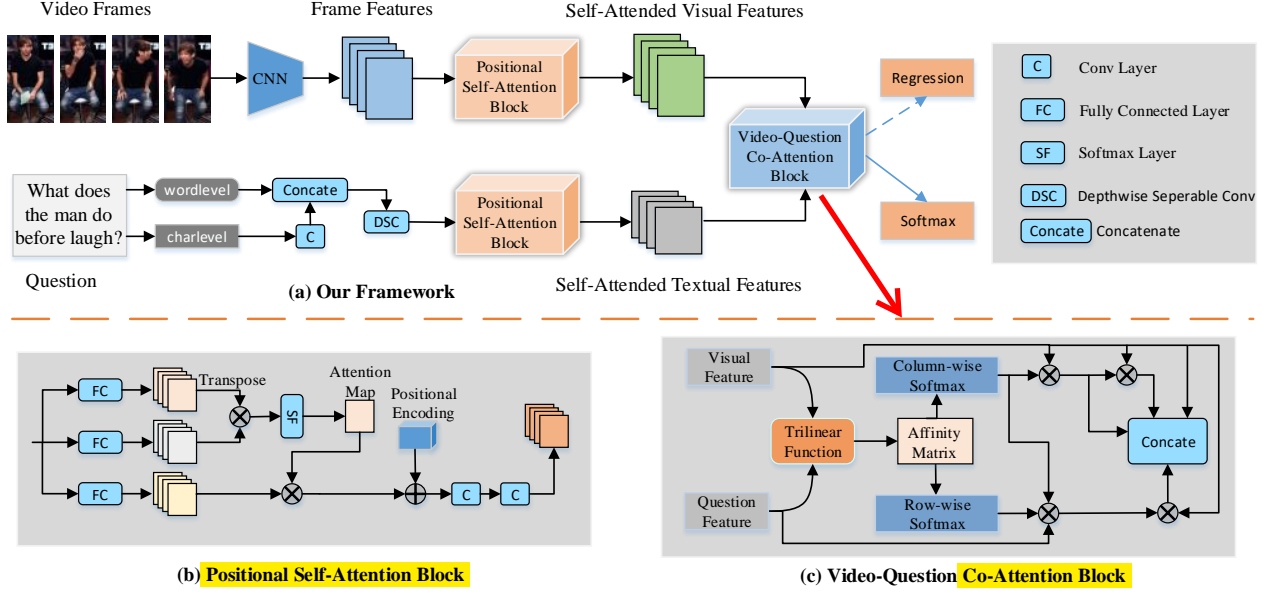 Video Frames
Frame Features
Self-Attended Visual Features
T3
CNN
Positional
Self-Attention
Block
Video-Question
Co-Attention
Block
Regression
Softmax
C
Conv Layer
FC
Fully Connected Layer
SF
Softmax Layer
DSC
Depthwise Seperable Conv
Concate
Concatenate
What does
the man do
before laugh?
wordlevel
charlevel
Concate
C
DSC
Positional
Self-Attention
Block
Question
(a) Our Framework
Self-Attended Textual Features
FC
FC
FC
Transpose
SF
Attention
Map
Positional
Encoding
C
C
(b) Positional Self-Attention Block
Visual
Feature
Question
Feature
Trilinear
Function
Column-wise
Softmax
Affinity
Matrix
Row-wise
Softmax
Concate
(c) Video-Question Co-Attention Block